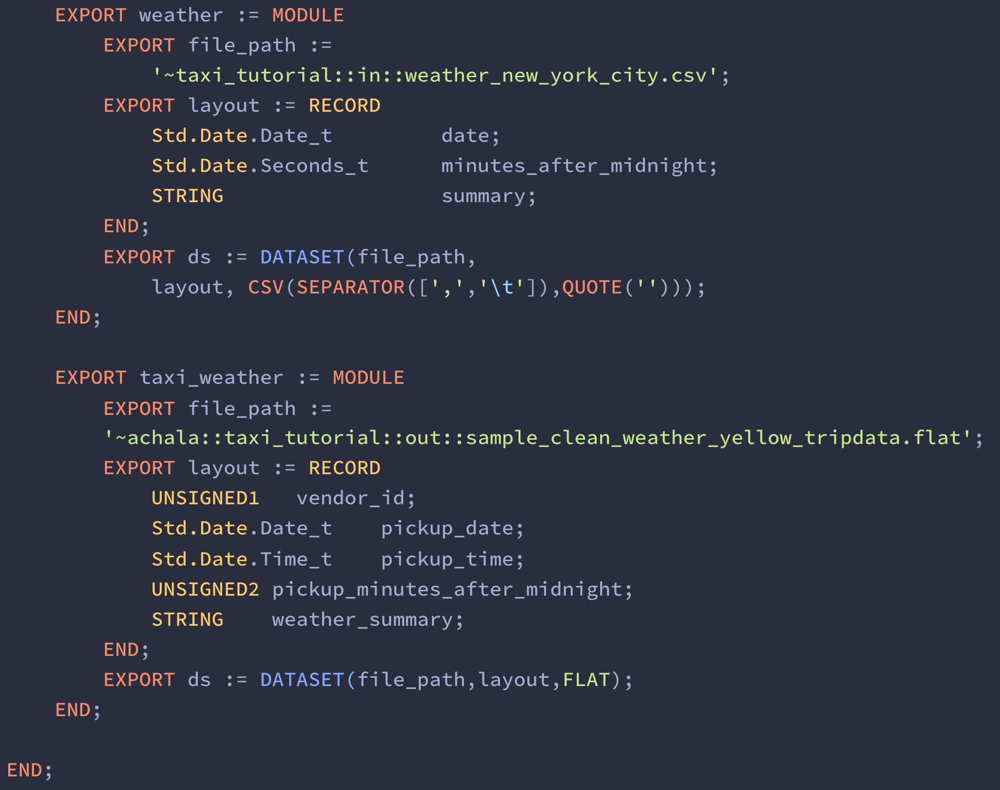 EXPORT weather := MODULE
EXPORT file_path :=
'~taxi_tutorial::in::weather_new_york_city.csv';
EXPORT layout := RECORD
Std.Date.Date_t date;
Std.Date.Seconds_t minutes_after_midnight;
STRING summary;
END;
EXPORT ds := DATASET(file_path,
layout, CSV(SEPARATOR([',','\t']),QUOTE('')));
END;
EXPORT taxi_weather := MODULE
EXPORT file_path :=
'~achala::taxi_tutorial::out::sample_clean_weather_yellow_tripdata.flat';
EXPORT layout := RECORD
UNSIGNED1 vendor_id;
Std.Date.Date_t pickup_date;
Std.Date.Time_t pickup_time;
UNSIGNED2 pickup_minutes_after_midnight;
STRING weather_summary;
END;
EXPORT ds := DATASET(file_path,layout,FLAT);
END;
END;